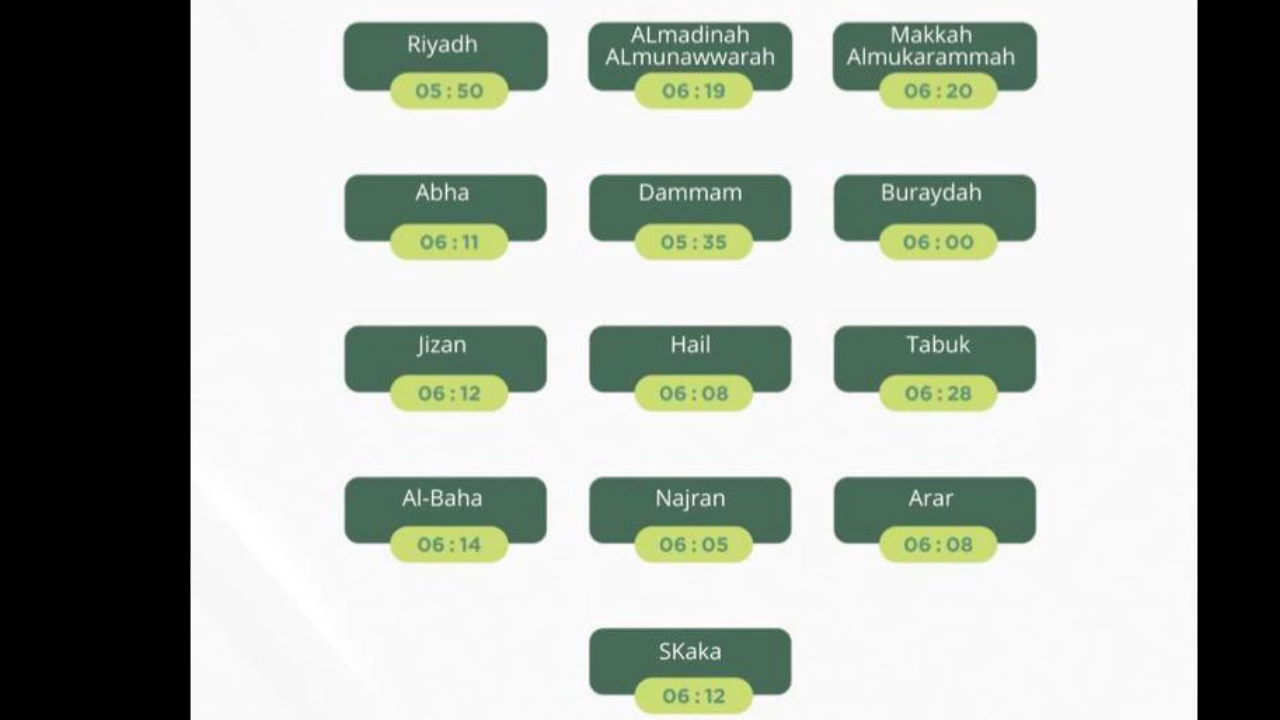 Riyadh
05:50
ALmadinah
ALmunawwarah
06:19
Makkah
Almukarammah
06:20
Abha
06:11
Dammam
05:35
Buraydah
06:00
Jizan
06:12
Hail
06:08
Tabuk
06:28
Al-Baha
06:14
Najran
06:05
Arar
06:08
SKaka
06:12